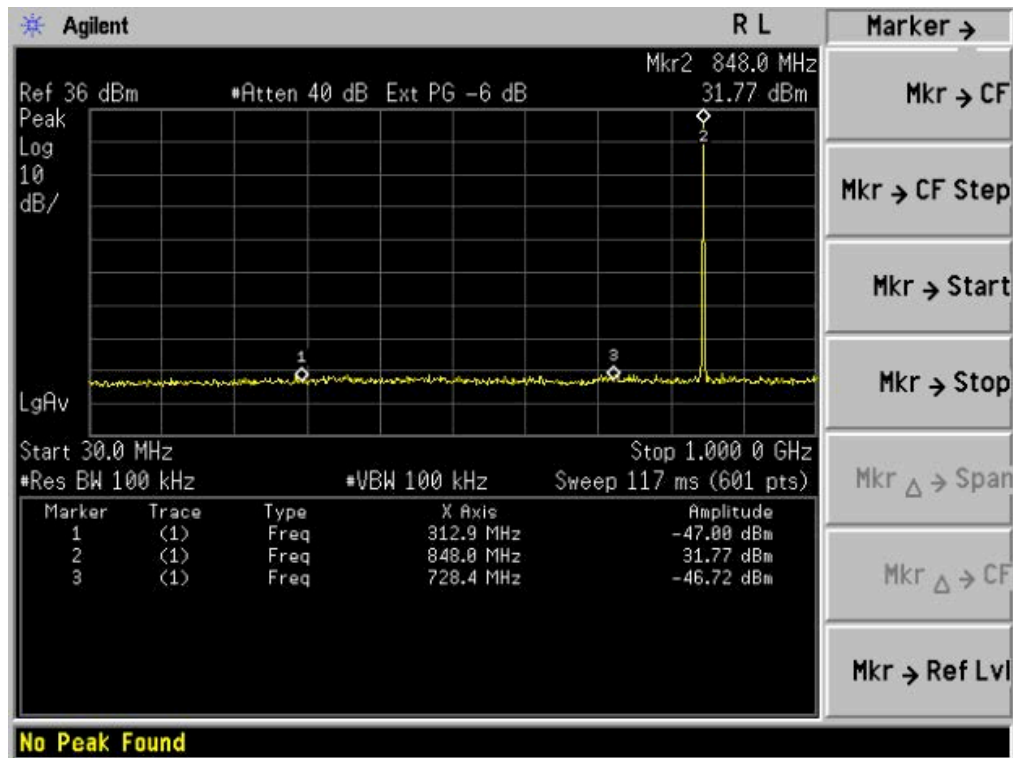 Agilent R L
Marker →
Mkr2 848.0 MHz
Ref 36 dBm #Atten 40 dB Ext PG -6 dB 31.77 dBm
Peak
Log
10
dB/
2
1
3
LgAv
Start 30.0 MHz Stop 1.000 0 GHz
#Res BW 100 kHz #VBW 100 kHz Sweep 117 ms (601 pts)
Marker Trace Type X Axis Amplitude
1 (1) Freq 312.9 MHz -47.00 dBm
2 (1) Freq 848.0 MHz 31.77 dBm
3 (1) Freq 728.4 MHz -46.72 dBm
Mkr → CF
Mkr → CF Step
Mkr → Start
Mkr → Stop
Mkr Δ → Span
Mkr Δ → CF
Mkr → Ref Lvl
No Peak Found